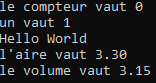 le compteur vaut 0
un vaut 1
Hello World
l'aire vaut 3.30
le volume vaut 3.15